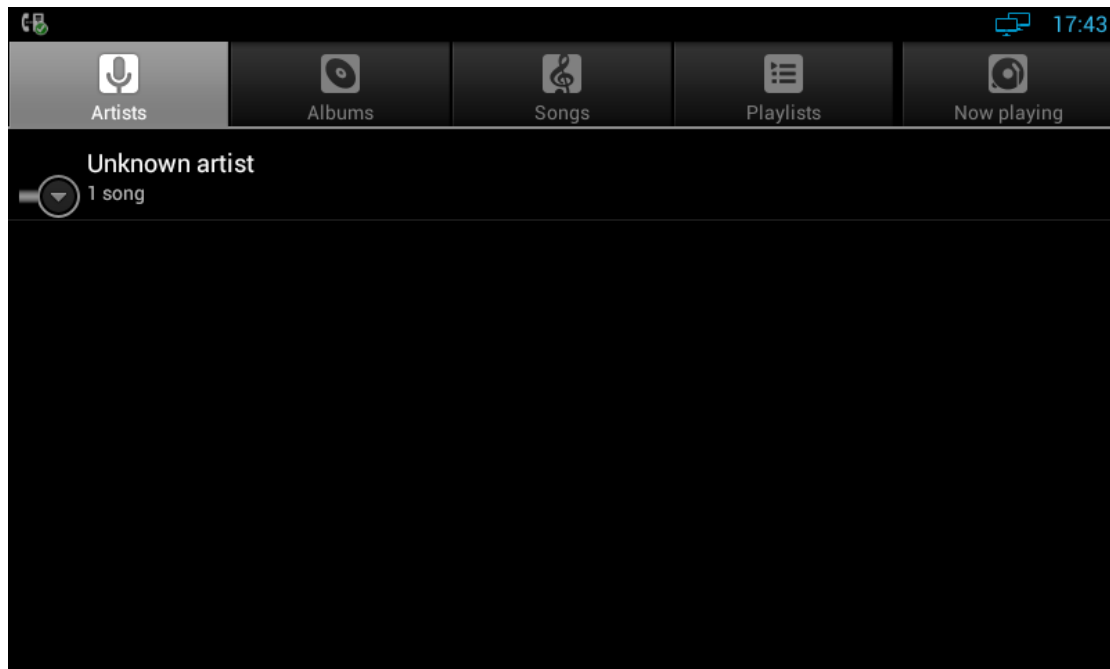 17:43
Artists
Albums
Songs
Playlists
Now playing
Unknown artist
1 song